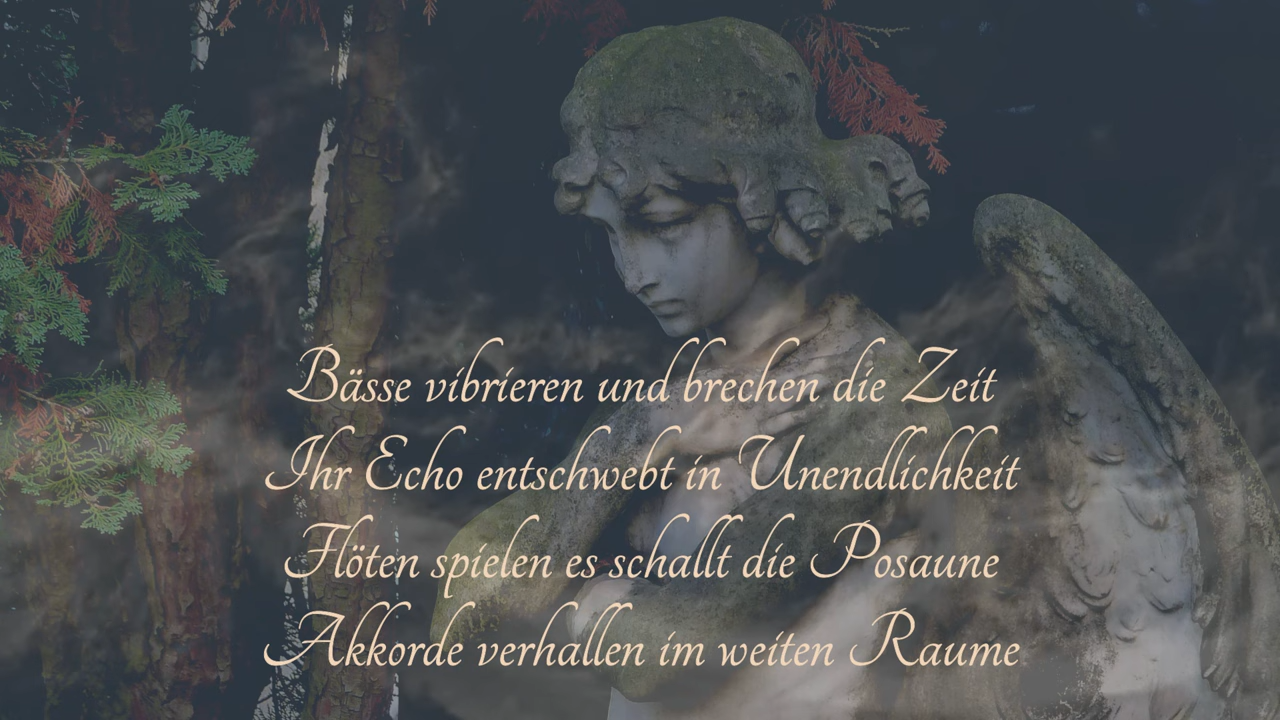 Bässe vibrieren und brechen die Zeit
Ihr Echo entschwebt in Unendlichkeit
Flöten spielen es schallt die Posaune
Akkorde verhallen im weiten Raume